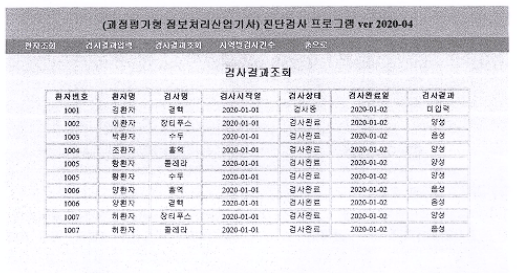 (과정평가형 정보처리산업기사) 진단검사 프로그램 ver 2020-04
환자조회 검사결과입력 검사결과조회 지역별검사건수 홈으로
검사결과조회
환자번호 환자명 검사명 검사시작일 검사상태 검사완료일 검사결과
1001 김환자 결핵 2020-01-01 검사중 2020-01-02 미입력
1002 이환자 장티푸스 2020-01-01 검사완료 2020-01-02 양성
1003 박환자 수두 2020-01-01 검사완료 2020-01-02 음성
1004 조환자 홍역 2020-01-01 검사완료 2020-01-02 양성
1005 황환자 콜레라 2020-01-01 검사완료 2020-01-02 양성
1005 황환자 수두 2020-01-01 검사완료 2020-01-02 양성
1006 양환자 홍역 2020-01-01 검사완료 2020-01-02 음성
1006 양환자 결핵 2020-01-01 검사완료 2020-01-02 음성
1007 허환자 장티푸스 2020-01-01 검사완료 2020-01-02 양성
1007 허환자 콜레라 2020-01-01 검사완료 2020-01-02 음성